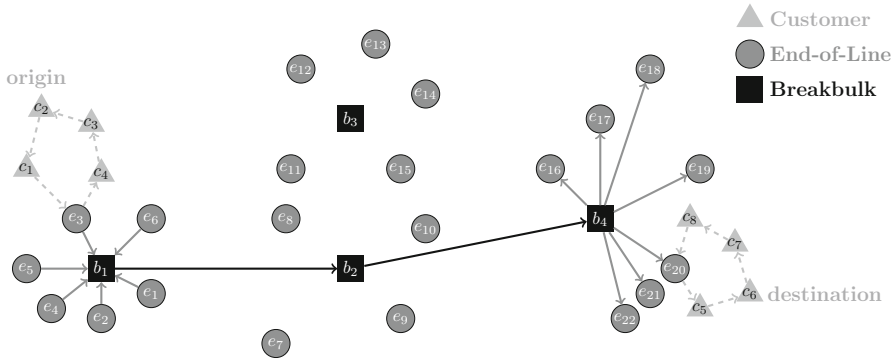 Customer
End-of-Line
Breakbulk
origin
destination
c1
c2
c3
c4
c5
c6
c7
c8
e1
e2
e3
e4
e5
e6
e7
e8
e9
e10
e11
e12
e13
e14
e15
e16
e17
e18
e19
e20
e21
e22
b1
b2
b3
b4